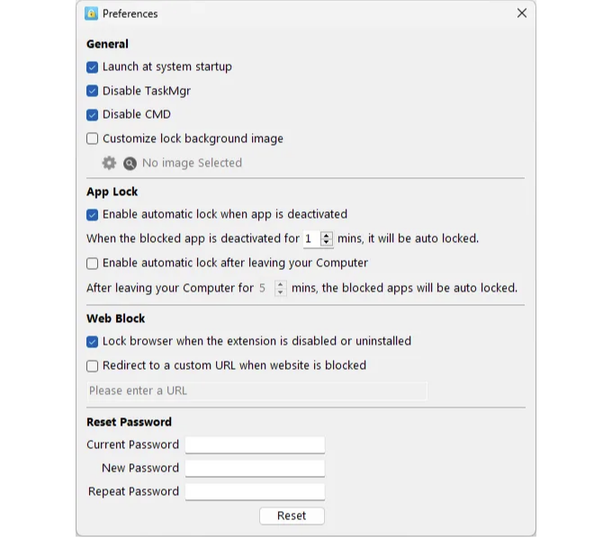 Preferences
General
Launch at system startup
Disable TaskMgr
Disable CMD
Customize lock background image
No image Selected
App Lock
Enable automatic lock when app is deactivated
When the blocked app is deactivated for 1 mins, it will be auto locked.
Enable automatic lock after leaving your Computer
After leaving your Computer for 5 mins, the blocked apps will be auto locked.
Web Block
Lock browser when the extension is disabled or uninstalled
Redirect to a custom URL when website is blocked
Please enter a URL
Reset Password
Current Password
New Password
Repeat Password
Reset